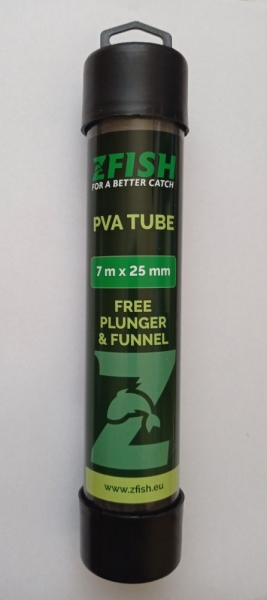 ZFISH
FOR A BETTER CATCH
PVA TUBE
7 m x 25 mm
FREE
PLUNGER
& FUNNEL
Z
www.zfish.eu